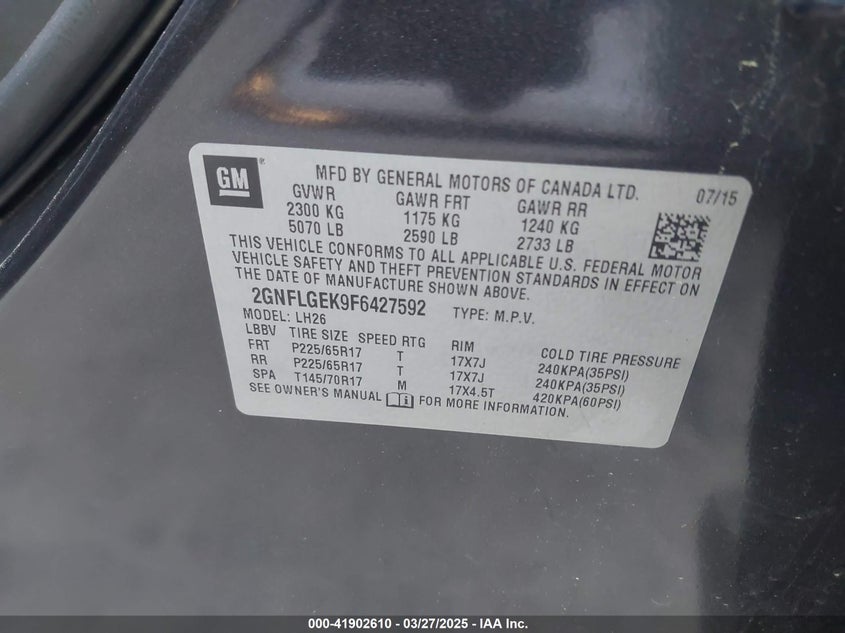 GM ®
MFD BY GENERAL MOTORS OF CANADA LTD. 07/15
GVWR GAWR FRT GAWR RR
2300 KG 1175 KG 1240 KG
5070 LB 2590 LB 2733 LB
THIS VEHICLE CONFORMS TO ALL APPLICABLE U.S. FEDERAL MOTOR
VEHICLE SAFETY AND THEFT PREVENTION STANDARDS IN EFFECT ON
THE DATE OF MANUFACTURE SHOWN ABOVE.
2GNFLGEK9F6427592 TYPE: M.P.V.
MODEL: LH26
LBBV TIRE SIZE SPEED RTG RIM COLD TIRE PRESSURE
FRT P225/65R17 T 17X7J 240KPA(35PSI)
RR P225/65R17 T 17X7J 240KPA(35PSI)
SPA T145/70R17 M 17X4.5T 420KPA(60PSI)
SEE OWNER'S MANUAL FOR MORE INFORMATION.
000-41902610 - 03/27/2025 - IAA Inc.